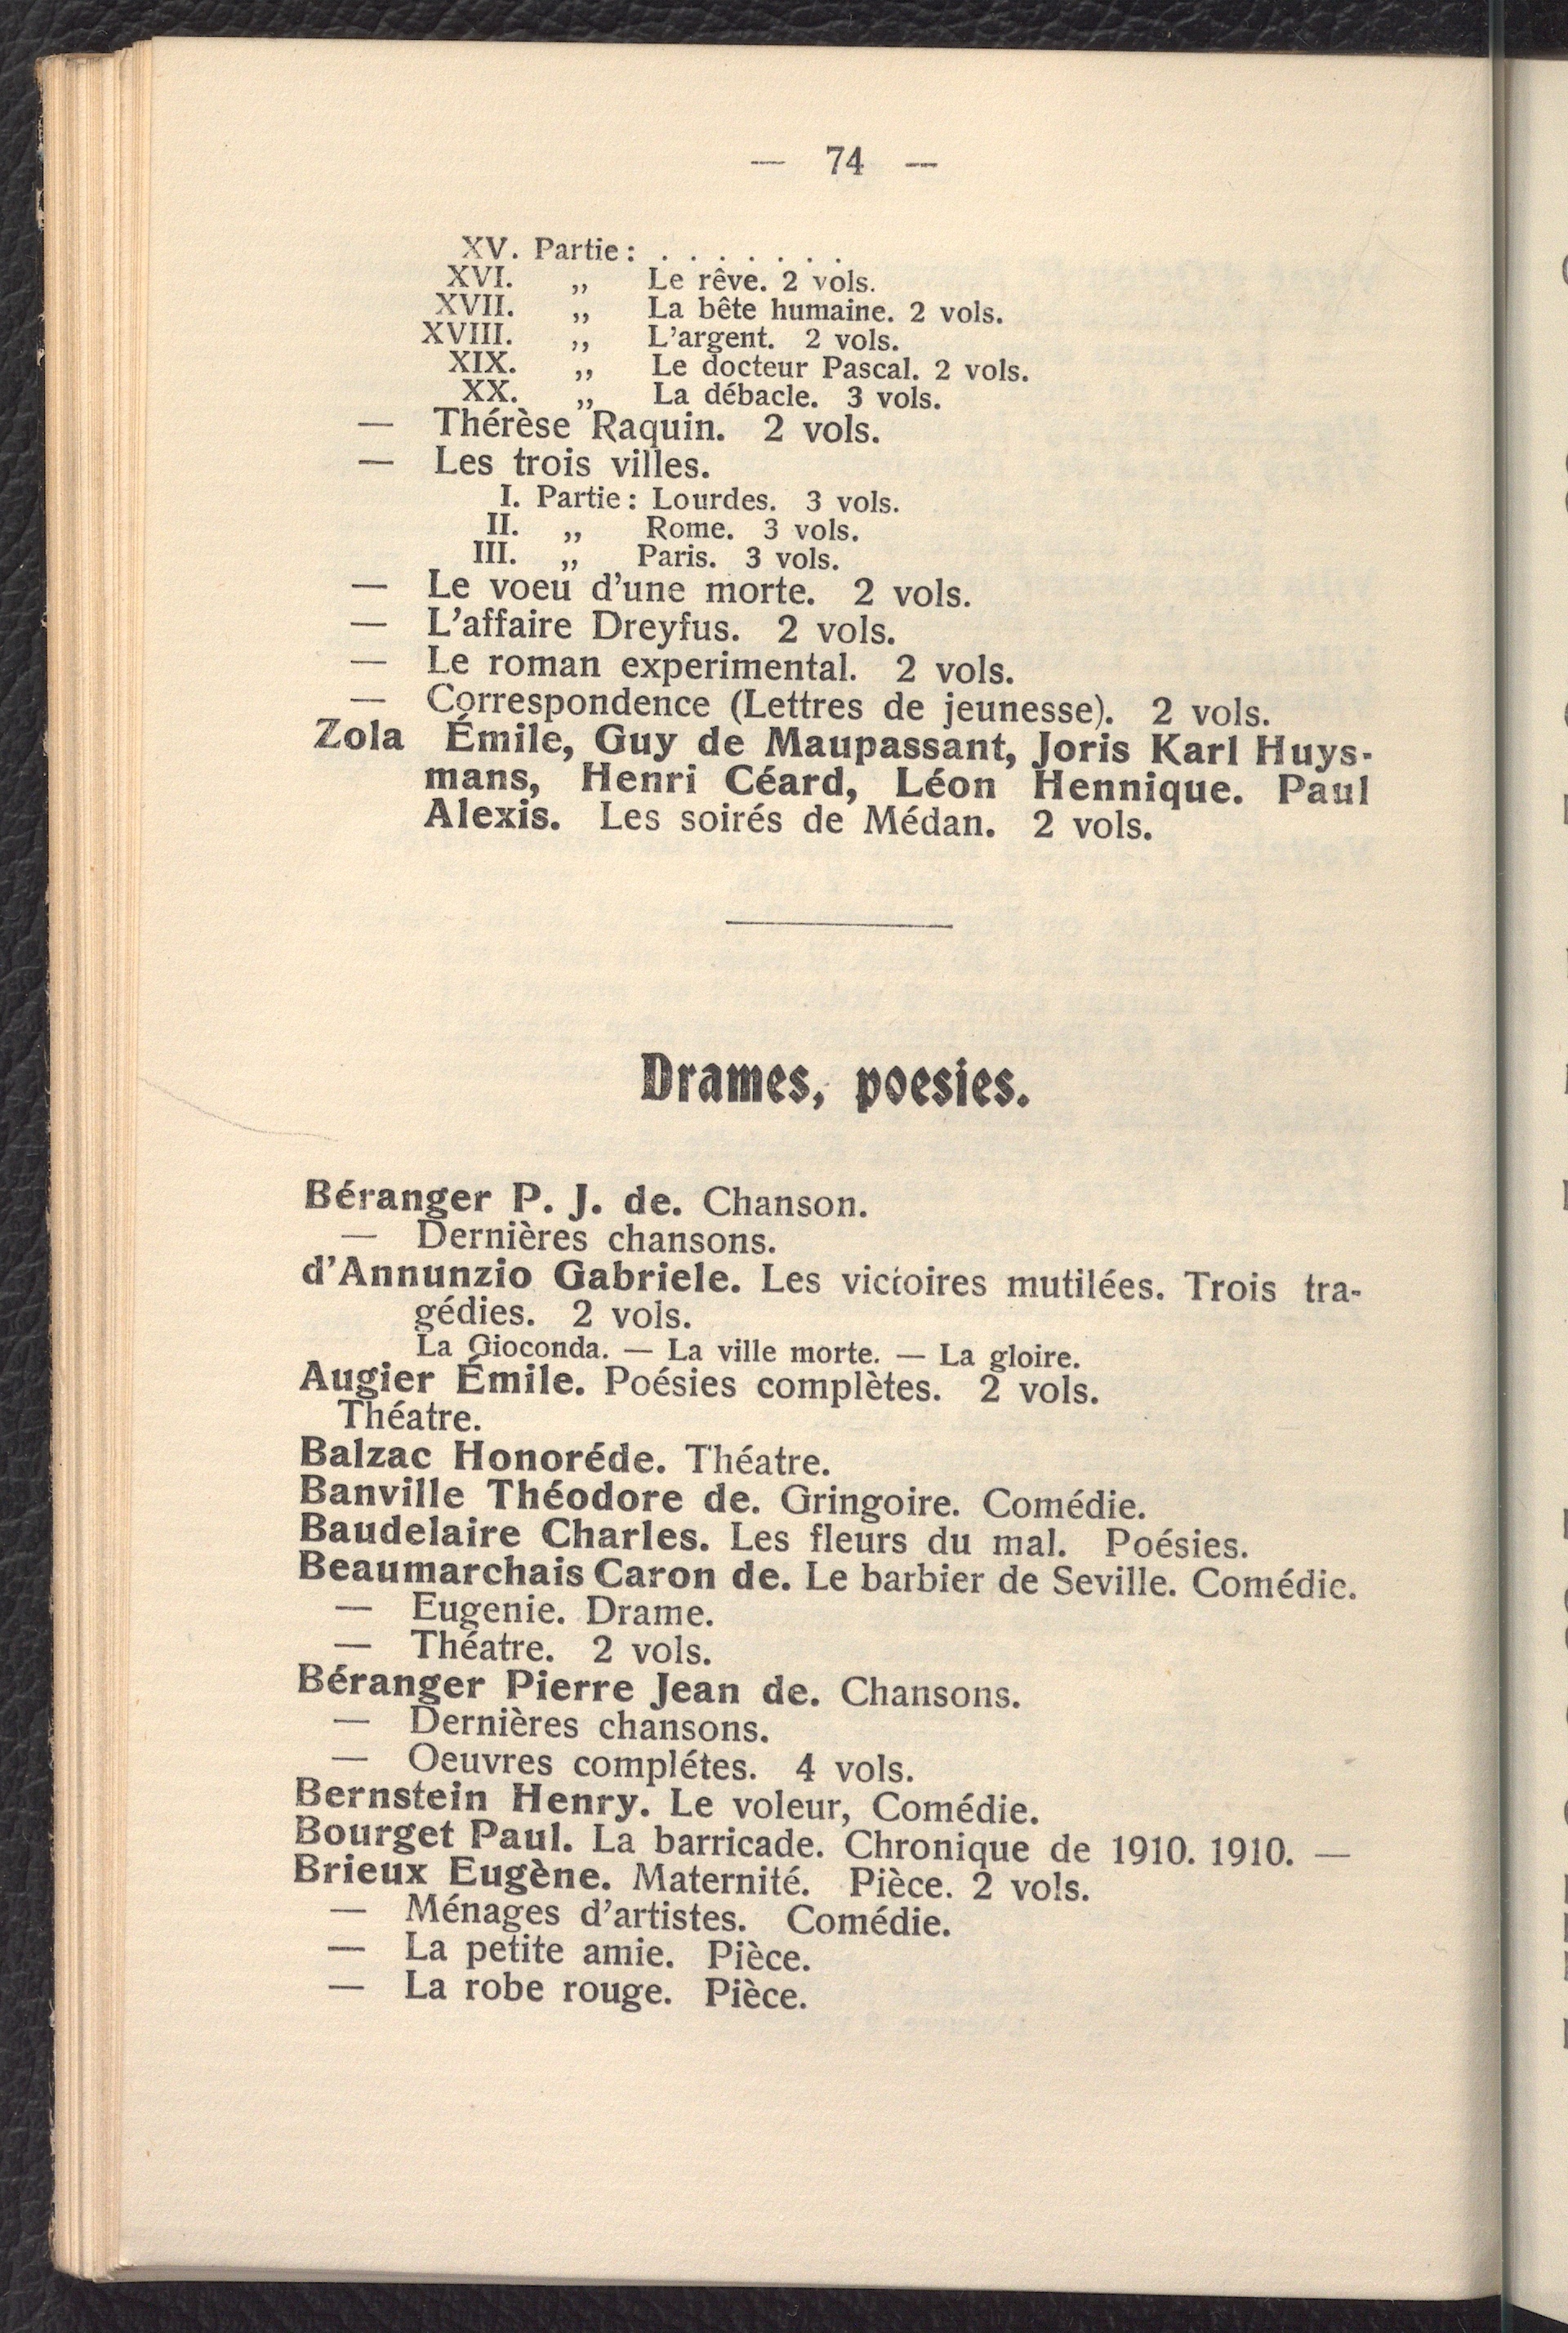 — 74 —
XV. Partie: . . . . . . .
XVI. „ Le rêve. 2 vols.
XVII. „ La bête humaine. 2 vols.
XVIII. „ L'argent. 2 vols.
XIX. „ Le docteur Pascal. 2 vols.
XX. „ La débacle. 3 vols.
— Thérèse Raquin. 2 vols.
— Les trois villes.
I. Partie: Lourdes. 3 vols.
II. „ Rome. 3 vols.
III. „ Paris. 3 vols.
— Le voeu d'une morte. 2 vols.
— L'affaire Dreyfus. 2 vols.
— Le roman experimental. 2 vols.
— Correspondence (Lettres de jeunesse). 2 vols.
Zola Émile, Guy de Maupassant, Joris Karl Huys-
mans, Henri Céard, Léon Hennique. Paul
Alexis. Les soirés de Médan. 2 vols.
Drames, poesies.
Béranger P. J. de. Chanson.
— Dernières chansons.
d'Annunzio Gabriele. Les victoires mutilées. Trois tra-
gédies. 2 vols.
La Gioconda. — La ville morte. — La gloire.
Augier Émile. Poésies complètes. 2 vols.
Théatre.
Balzac Honoréde. Théatre.
Banville Théodore de. Gringoire. Comédie.
Baudelaire Charles. Les fleurs du mal. Poésies.
Beaumarchais Caron de. Le barbier de Seville. Comédie.
— Eugenie. Drame.
— Théatre. 2 vols.
Béranger Pierre Jean de. Chansons.
— Dernières chansons.
— Oeuvres complétes. 4 vols.
Bernstein Henry. Le voleur, Comédie.
Bourget Paul. La barricade. Chronique de 1910. 1910. —
Brieux Eugène. Maternité. Pièce. 2 vols.
— Ménages d'artistes. Comédie.
— La petite amie. Pièce.
— La robe rouge. Pièce.